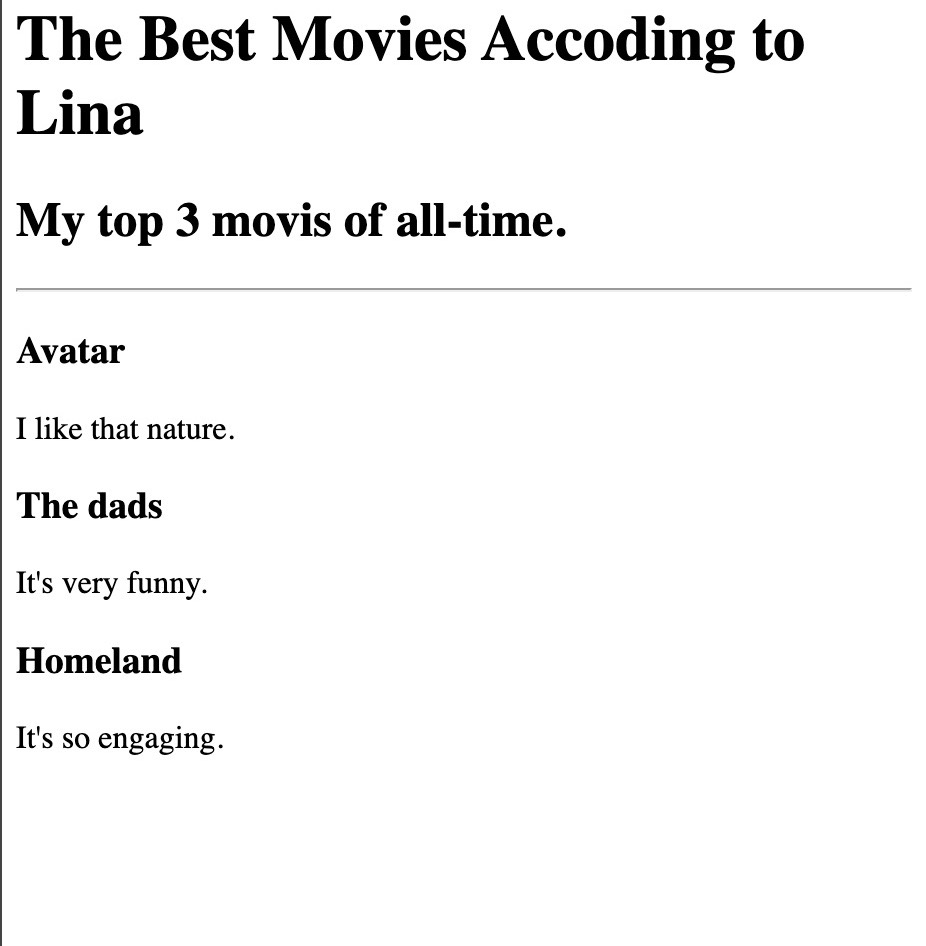 The Best Movies Accoding to
Lina
My top 3 movis of all-time.
Avatar
I like that nature.
The dads
It's very funny.
Homeland
It's so engaging.